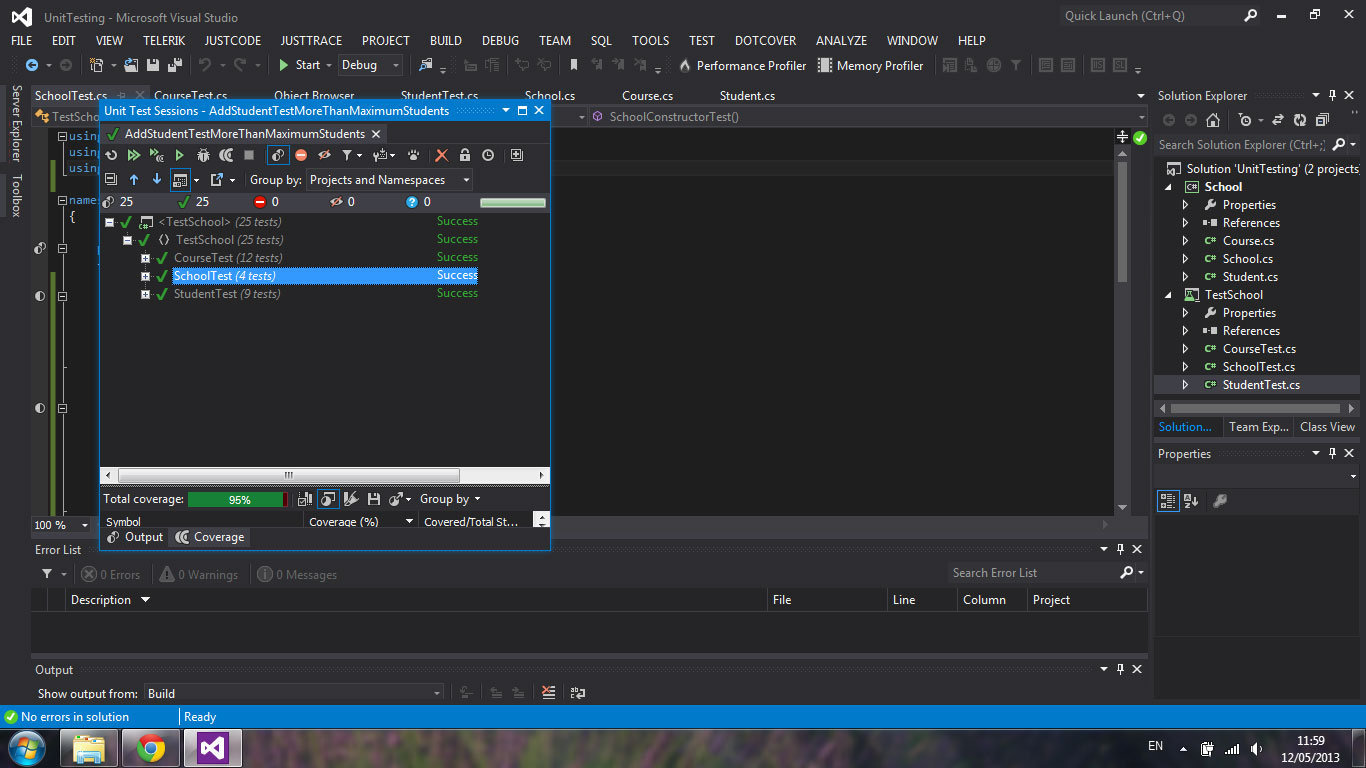 UnitTesting - Microsoft Visual Studio
Quick Launch (Ctrl+Q)
FILE EDIT VIEW TELERIK JUSTCODE JUSTTRACE PROJECT BUILD DEBUG TEAM SQL TOOLS TEST DOTCOVER ANALYZE WINDOW HELP
Start Debug Performance Profiler Memory Profiler
Server Explorer
Toolbox
SchoolTest.cs CourseTest.cs Object Browser StudentTest.cs School.cs Course.cs Student.cs
TestScho
SchoolConstructorTest()
using
using
using
names
{
100 %
Unit Test Sessions - AddStudentTestMoreThanMaximumStudents
AddStudentTestMoreThanMaximumStudents
Group by: Projects and Namespaces
25 25 0 0 ? 0
<TestSchool> (25 tests) Success
TestSchool (25 tests) Success
CourseTest (12 tests) Success
SchoolTest (4 tests) Success
StudentTest (9 tests) Success
Total coverage: 95% Group by
Symbol Coverage (%) Covered/Total St...
Output Coverage
Solution Explorer
Search Solution Explorer (Ctrl+;)
Solution 'UnitTesting' (2 projects
School
Properties
References
Course.cs
School.cs
Student.cs
TestSchool
Properties
References
CourseTest.cs
SchoolTest.cs
StudentTest.cs
Solution... Team Exp... Class View
Properties
Error List
0 Errors 0 Warnings 0 Messages
Search Error List
Description File Line Column Project
Output
Show output from: Build
No errors in solution Ready
EN
11:59
12/05/2013